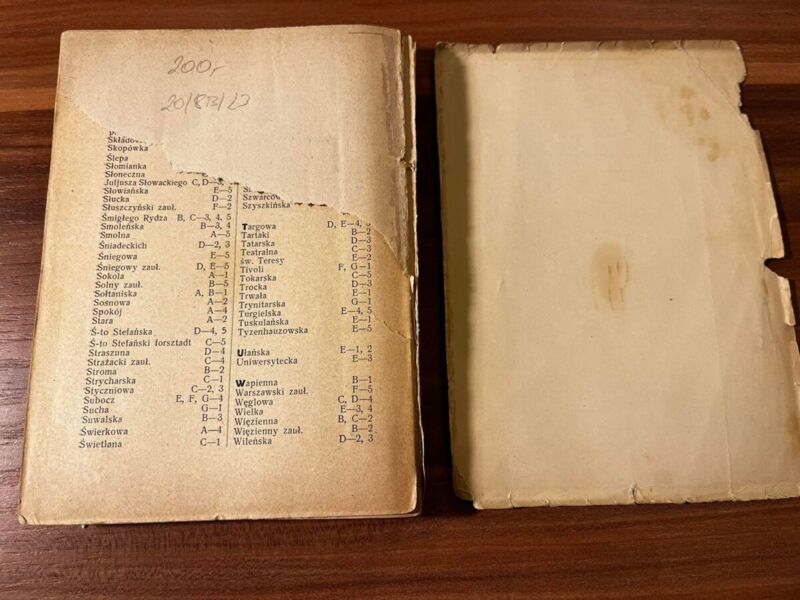 200,-
Składow
Skopówka
Ślepa
Słomianka
Słoneczna
Juljusza Słowackiego C, D—3,
Słowiańska E—5
Słucka D—2
Słuszczyński zauł. F—2
Śmigłego Rydza B, C—3, 4, 5
Smoleńska B—3, 4
Smolna A—5
Śniadeckich D—2, 3
Śniegowa E—5
Śniegowy zauł. D, E—5
Sokola A—1
Solny zauł. B—5
Sołtaniska A, B—1
Sosnowa A—2
Spokój A—4
Stara A—2
Ś-to Stefańska D—4, 5
Ś-to Stefański forsztadt C—5
Straszuna D—4
Strażacki zauł. C—4
Stroma B—2
Strycharska C—1
Styczniowa C—2, 3
Subocz E, F, G—4
Sucha G—1
Suwalska B—3
Świerkowa A—4
Świetlana C—1
Szwarcow
Szyszkińska
Targowa D, E—4, 5
Tartaki B—2
Tatarska D—3
Teatralna C—3
św. Teresy E—2
Tivoli F, G—1
Tokarska C—5
Trocka D—3
Trwała E—1
Trynitarska G—1
Turgielska E—4, 5
Tuskulańska E—1
Tyzenhauzowska E—5
Ułańska E—1, 2
Uniwersytecka E—3
Wapienna B—1
Warszawski zauł. F—5
Węglowa C, D—4
Wielka E—3, 4
Więzienna B, C—2
Więzienny zauł. B—2
Wileńska D—2, 3